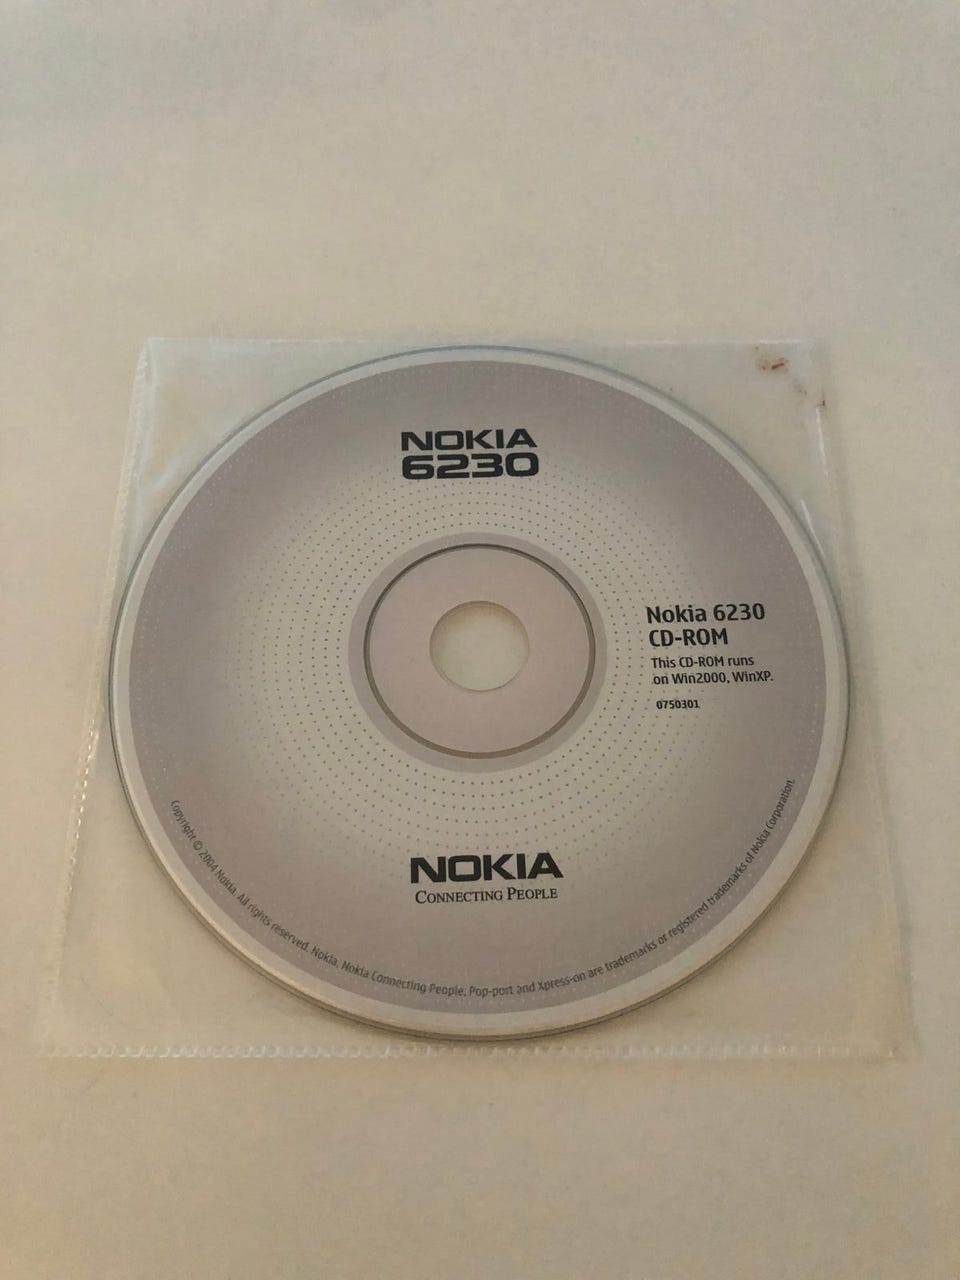 NOKIA
6230
Nokia 6230
CD-ROM
This CD-ROM runs
on Win2000, WinXP.
0750301
NOKIA
CONNECTING PEOPLE
Copyright © 2004 Nokia. All rights reserved. Nokia, Nokia Connecting People, Pop-port and Xpress-on are trademarks or registered trademarks of Nokia Corporation.